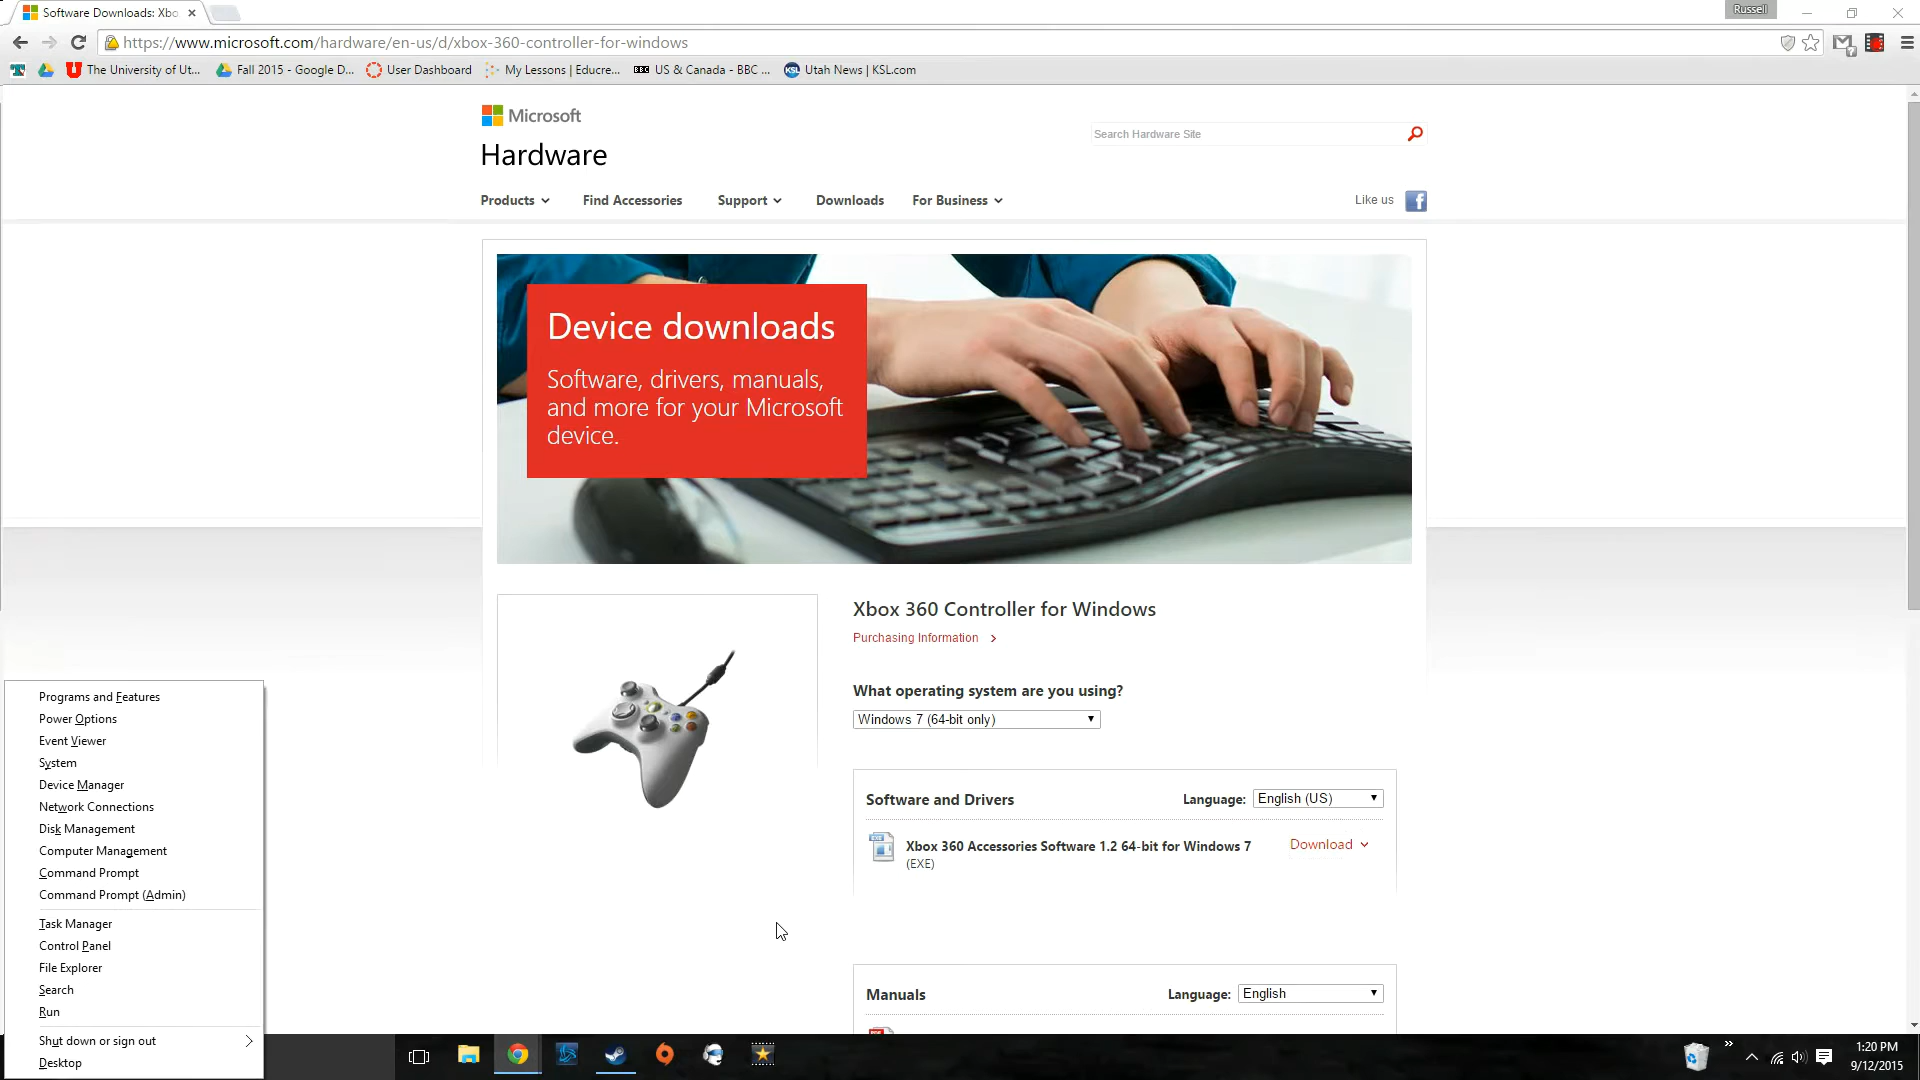 Software Downloads: Xbo
Russell
https://www.microsoft.com/hardware/en-us/d/xbox-360-controller-for-windows
The University of Ut...
Fall 2015 - Google D...
User Dashboard
My Lessons | Educre...
BBC
US & Canada - BBC ...
KSL
Utah News | KSL.com
Microsoft
Hardware
Search Hardware Site
Products
Find Accessories
Support
Downloads
For Business
Like us
f
Device downloads
Software, drivers, manuals,
and more for your Microsoft
device.
Xbox 360 Controller for Windows
Purchasing Information
What operating system are you using?
Windows 7 (64-bit only)
Software and Drivers
Language:
English (US)
Xbox 360 Accessories Software 1.2 64-bit for Windows 7
(EXE)
Download
Manuals
Language:
English
Programs and Features
Power Options
Event Viewer
System
Device Manager
Network Connections
Disk Management
Computer Management
Command Prompt
Command Prompt (Admin)
Task Manager
Control Panel
File Explorer
Search
Run
Shut down or sign out
Desktop
1:20 PM
9/12/2015